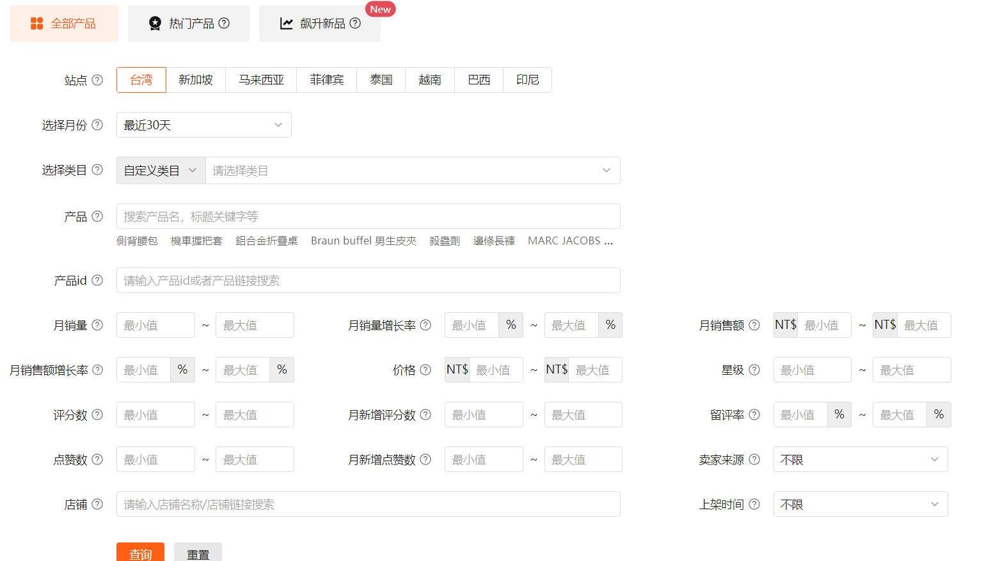 全部产品 热门产品 飙升新品 New
站点 台湾 新加坡 马来西亚 菲律宾 泰国 越南 巴西 印尼
选择月份 最近30天
选择类目 自定义类目 请选择类目
产品 搜索产品名，标题关键字等
側背腰包 機車握把套 鋁合金折疊桌 Braun buffel 男生皮夾 殺蟲劑 邊條長褲 MARC JACOBS ...
产品id 请输入产品id或者产品链接搜索
月销量 最小值 ~ 最大值 月销量增长率 最小值 % ~ 最大值 % 月销售额 NT$ 最小值 ~ NT$ 最大值
月销售额增长率 最小值 % ~ 最大值 % 价格 NT$ 最小值 ~ NT$ 最大值 星级 最小值 ~ 最大值
评分数 最小值 ~ 最大值 月新增评分数 最小值 ~ 最大值 留评率 最小值 % ~ 最大值 %
点赞数 最小值 ~ 最大值 月新增点赞数 最小值 ~ 最大值 卖家来源 不限
店铺 请输入店铺名称/店铺链接搜索 上架时间 不限
查询 重置